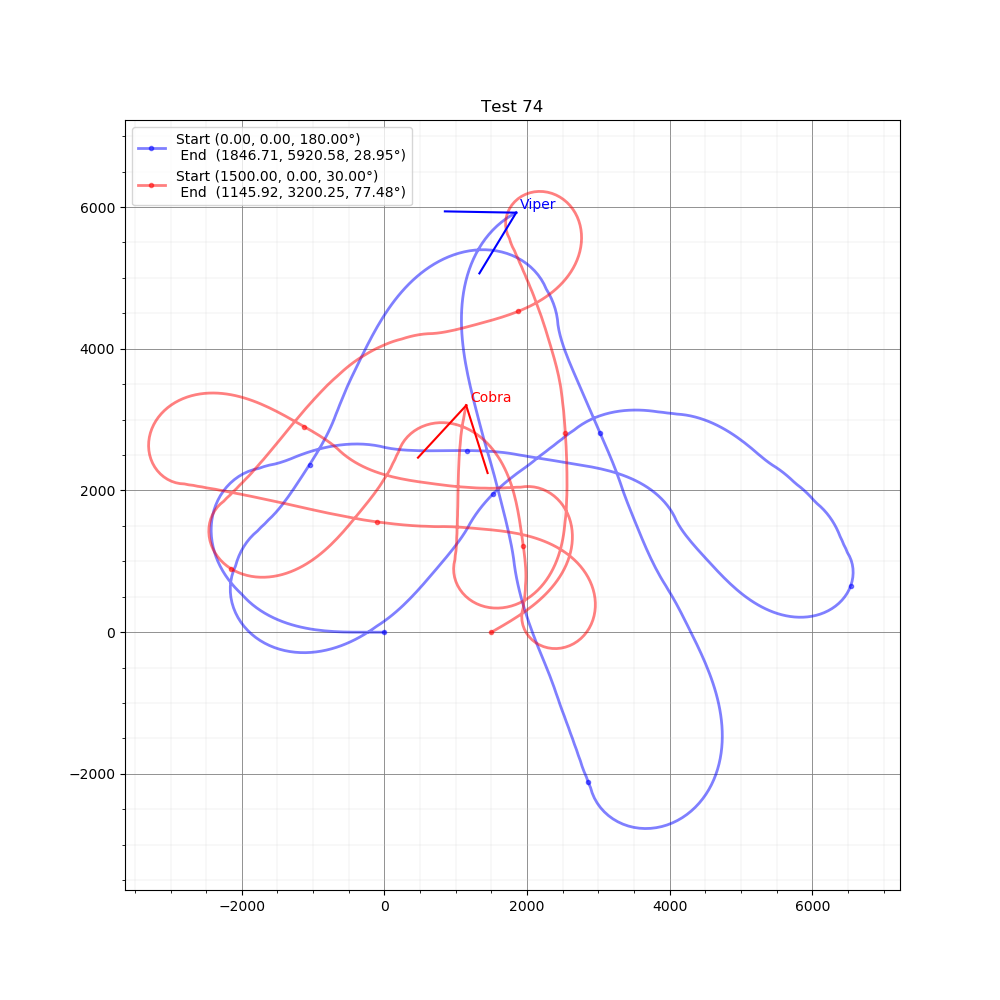 Test 74
Start (0.00, 0.00, 180.00°)
End  (1846.71, 5920.58, 28.95°)
Start (1500.00, 0.00, 30.00°)
End  (1145.92, 3200.25, 77.48°)
6000
4000
2000
0
−2000
Viper
Cobra
−2000
0
2000
4000
6000